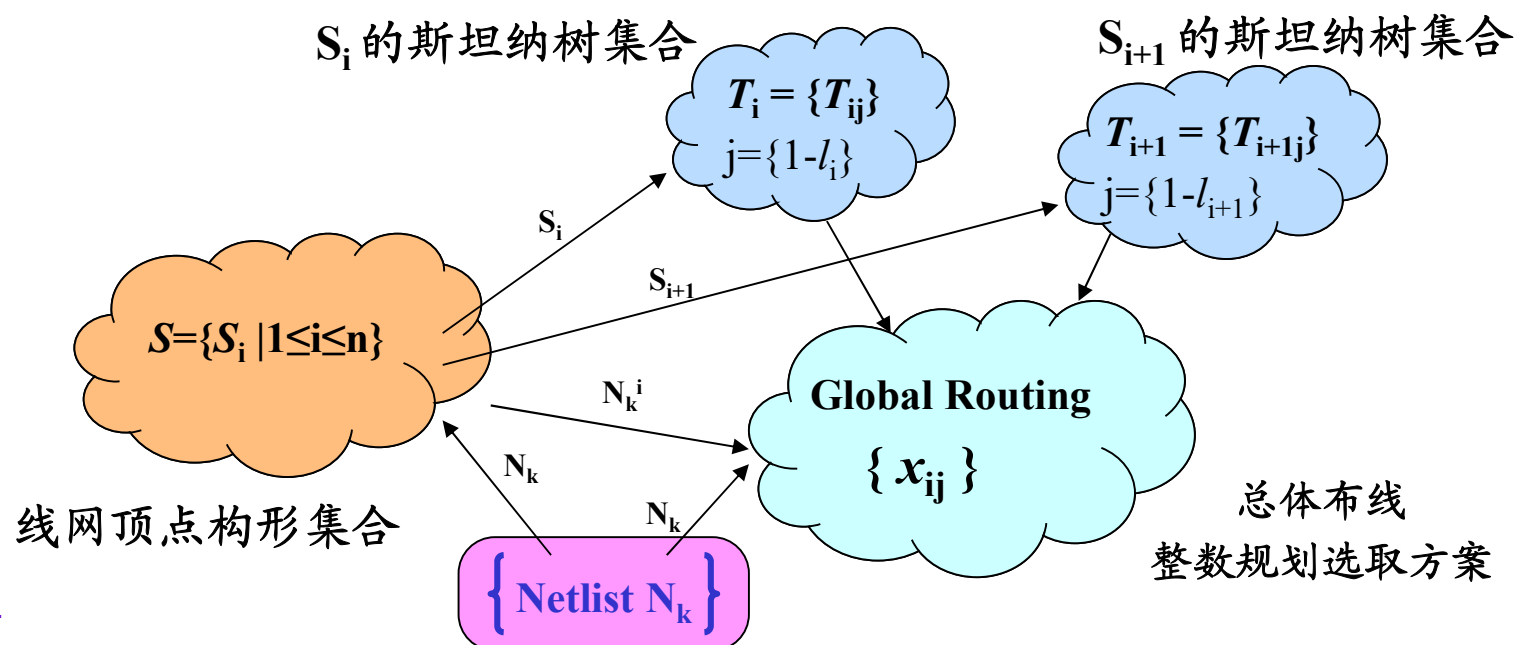 Sᵢ 的斯坦纳树集合
Sᵢ₊₁ 的斯坦纳树集合
Tᵢ = {Tᵢⱼ}
j={1-lᵢ}
Tᵢ₊₁ = {Tᵢ₊₁ⱼ}
j={1-lᵢ₊₁}
Sᵢ
Sᵢ₊₁
S={Sᵢ |1≤i≤n}
Nₖⁱ
Global Routing
{ xᵢⱼ }
Nₖ
Nₖ
线网顶点构形集合
总体布线
整数规划选取方案
{Netlist Nₖ}